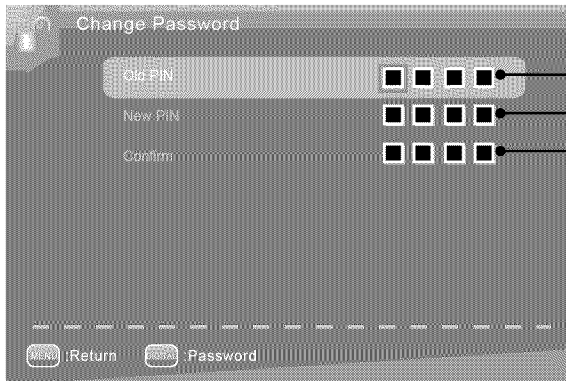 Change Password
Old PIN
New PIN
Confirm
MENU :Return DIGITAL :Password